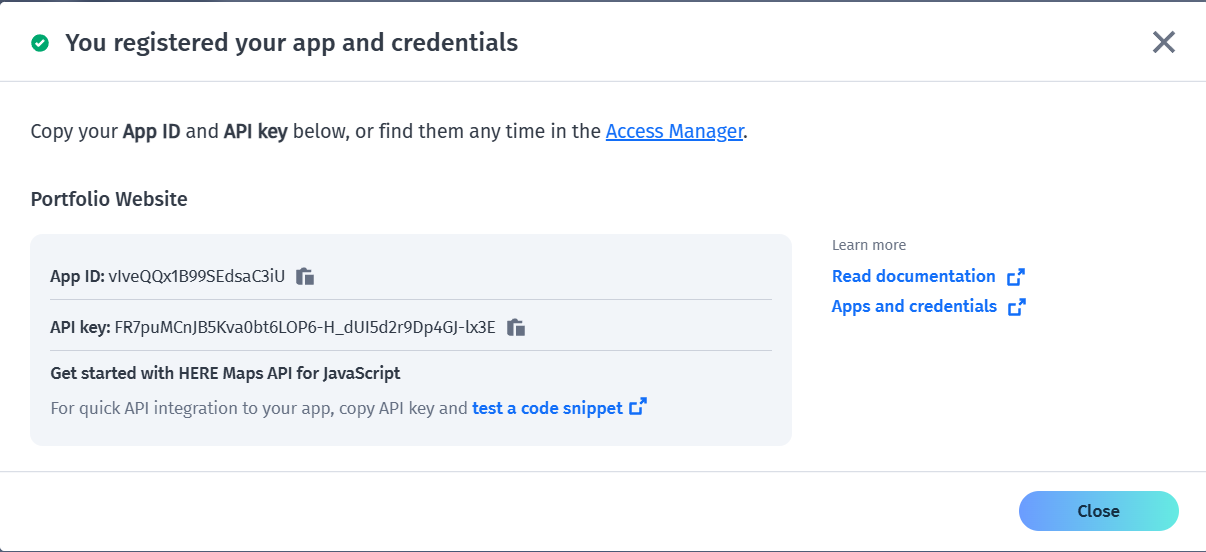 You registered your app and credentials
Copy your App ID and API key below, or find them any time in the Access Manager.
Portfolio Website
App ID: vIveQQx1B99SEdsaC3iU
API key: FR7puMCnJB5Kva0bt6LOP6-H_dUI5d2r9Dp4GJ-lx3E
Get started with HERE Maps API for JavaScript
For quick API integration to your app, copy API key and test a code snippet
Learn more
Read documentation
Apps and credentials
Close